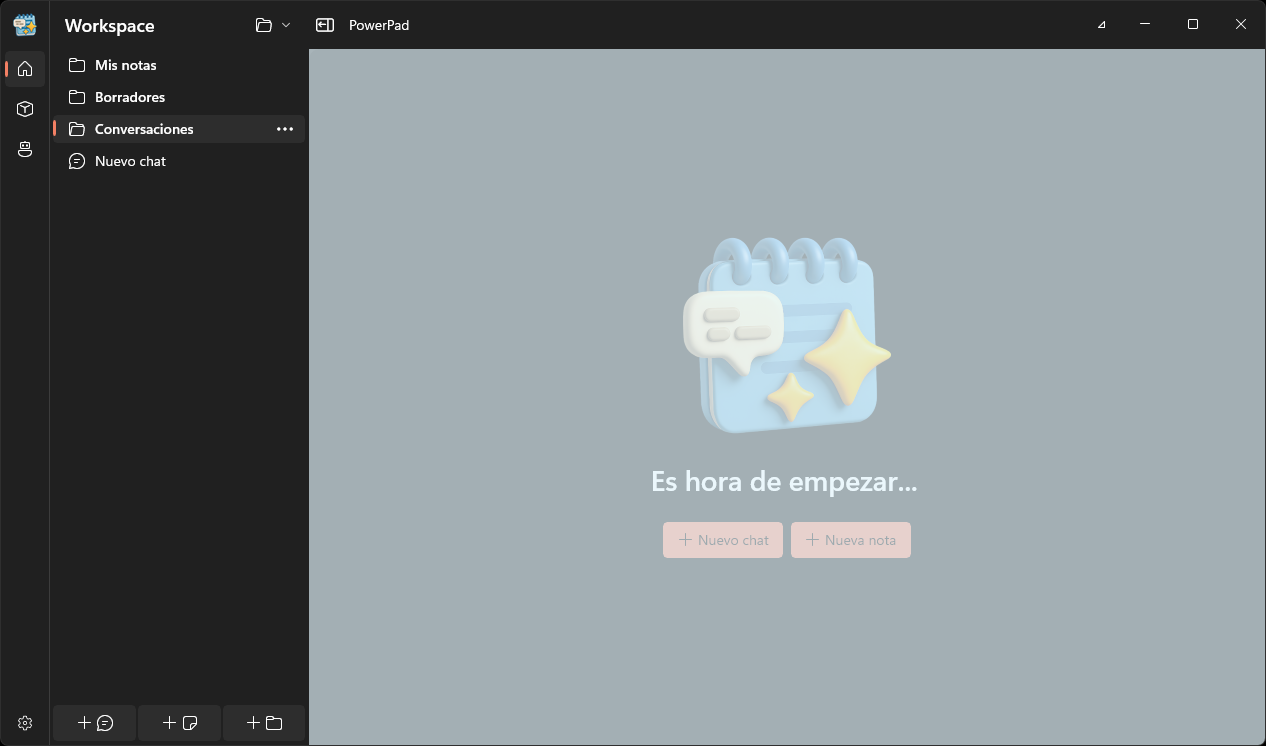 Workspace
PowerPad
Mis notas
Borradores
Conversaciones
Nuevo chat
Es hora de empezar...
Nuevo chat
Nueva nota